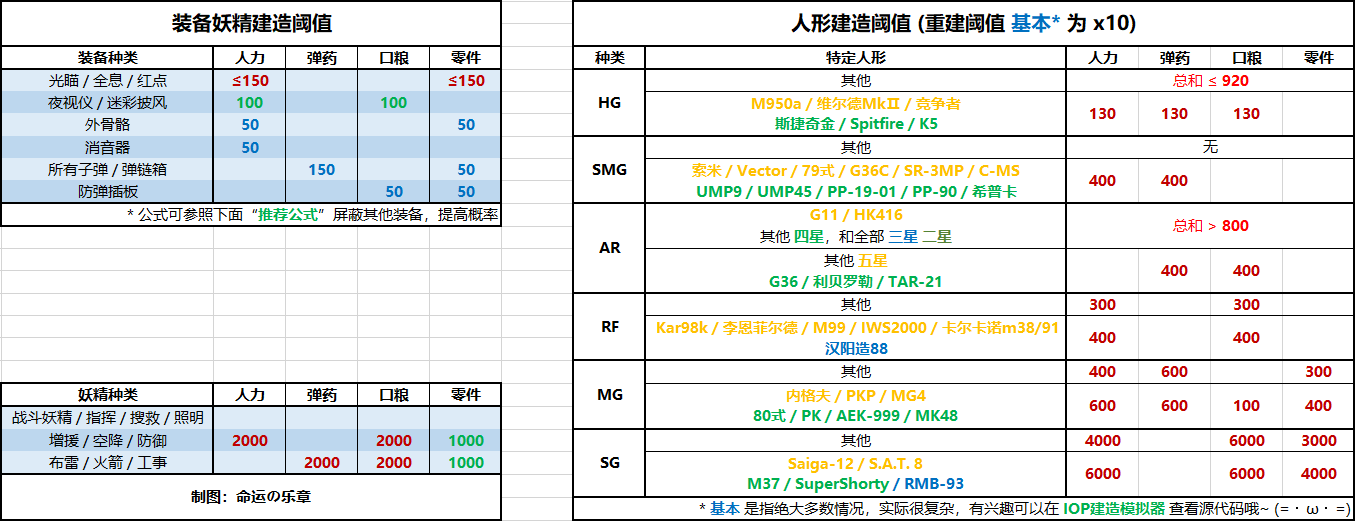 装备妖精建造阈值
装备种类 人力 弹药 口粮 零件
光瞄 / 全息 / 红点 ≤150 ≤150
夜视仪 / 迷彩披风 100 100
外骨骼 50 50
消音器 50
所有子弹 / 弹链箱 150 50
防弹插板 50 50
* 公式可参照下面“推荐公式”屏蔽其他装备，提高概率
妖精种类 人力 弹药 口粮 零件
战斗妖精 / 指挥 / 搜救 / 照明
增援 / 空降 / 防御 2000 2000 1000
布雷 / 火箭 / 工事 2000 2000 1000
制图：命运の乐章
人形建造阈值 (重建阈值 基本* 为 x10)
种类 特定人形 人力 弹药 口粮 零件
HG
其他 总和 ≤ 920
M950a / 维尔德MkⅡ / 竞争者
斯捷奇金 / Spitfire / K5
130 130 130
SMG
其他 无
索米 / Vector / 79式 / G36C / SR-3MP / C-MS
UMP9 / UMP45 / PP-19-01 / PP-90 / 希普卡
400 400
AR
G11 / HK416
其他 四星，和全部 三星 二星
总和 > 800
其他 五星
G36 / 利贝罗勒 / TAR-21
400 400
RF
其他 300 300
Kar98k / 李恩菲尔德 / M99 / IWS2000 / 卡尔卡诺m38/91
汉阳造88
400 400
MG
其他 400 600 300
内格夫 / PKP / MG4
80式 / PK / AEK-999 / MK48
600 600 100 400
SG
其他 4000 6000 3000
Saiga-12 / S.A.T. 8
M37 / SuperShorty / RMB-93
6000 6000 4000
* 基本 是指绝大多数情况，实际很复杂，有兴趣可以在 IOP建造模拟器 查看源代码哦~ (=・ω・=)